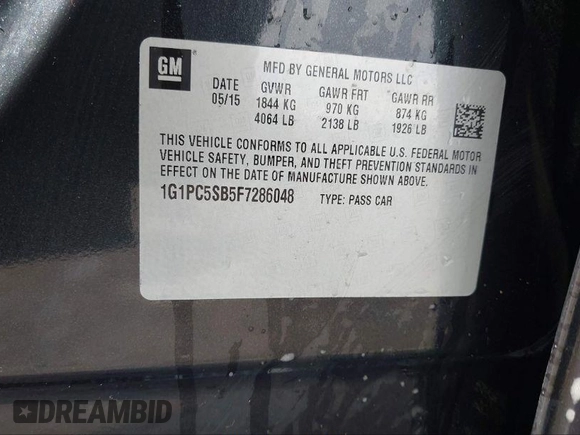 GM
MFD BY GENERAL MOTORS LLC
DATE GVWR GAWR FRT GAWR RR
05/15 1844 KG 970 KG 874 KG
4064 LB 2138 LB 1926 LB
THIS VEHICLE CONFORMS TO ALL APPLICABLE U.S. FEDERAL MOTOR
VEHICLE SAFETY, BUMPER, AND THEFT PREVENTION STANDARDS IN
EFFECT ON THE DATE OF MANUFACTURE SHOWN ABOVE.
1G1PC5SB5F7286048 TYPE: PASS CAR
DREAMBID